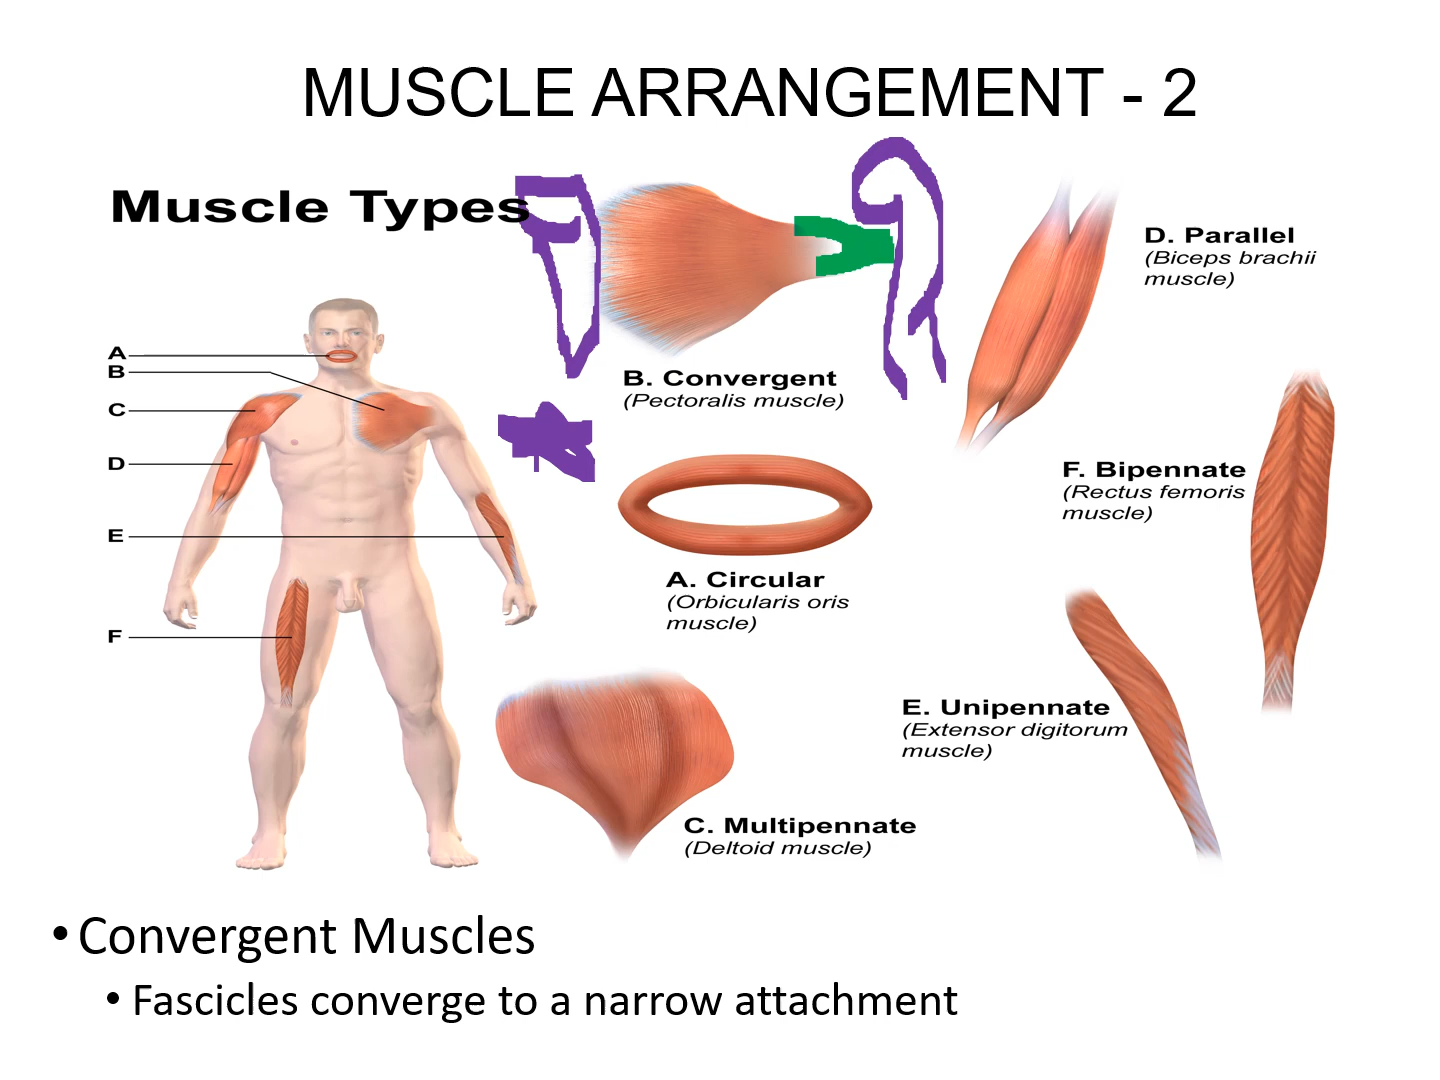 MUSCLE ARRANGEMENT - 2
Muscle Types
A
B
C
D
E
F
B. Convergent
(Pectoralis muscle)
D. Parallel
(Biceps brachii
muscle)
A. Circular
(Orbicularis oris
muscle)
F. Bipennate
(Rectus femoris
muscle)
E. Unipennate
(Extensor digitorum
muscle)
C. Multipennate
(Deltoid muscle)
• Convergent Muscles
• Fascicles converge to a narrow attachment